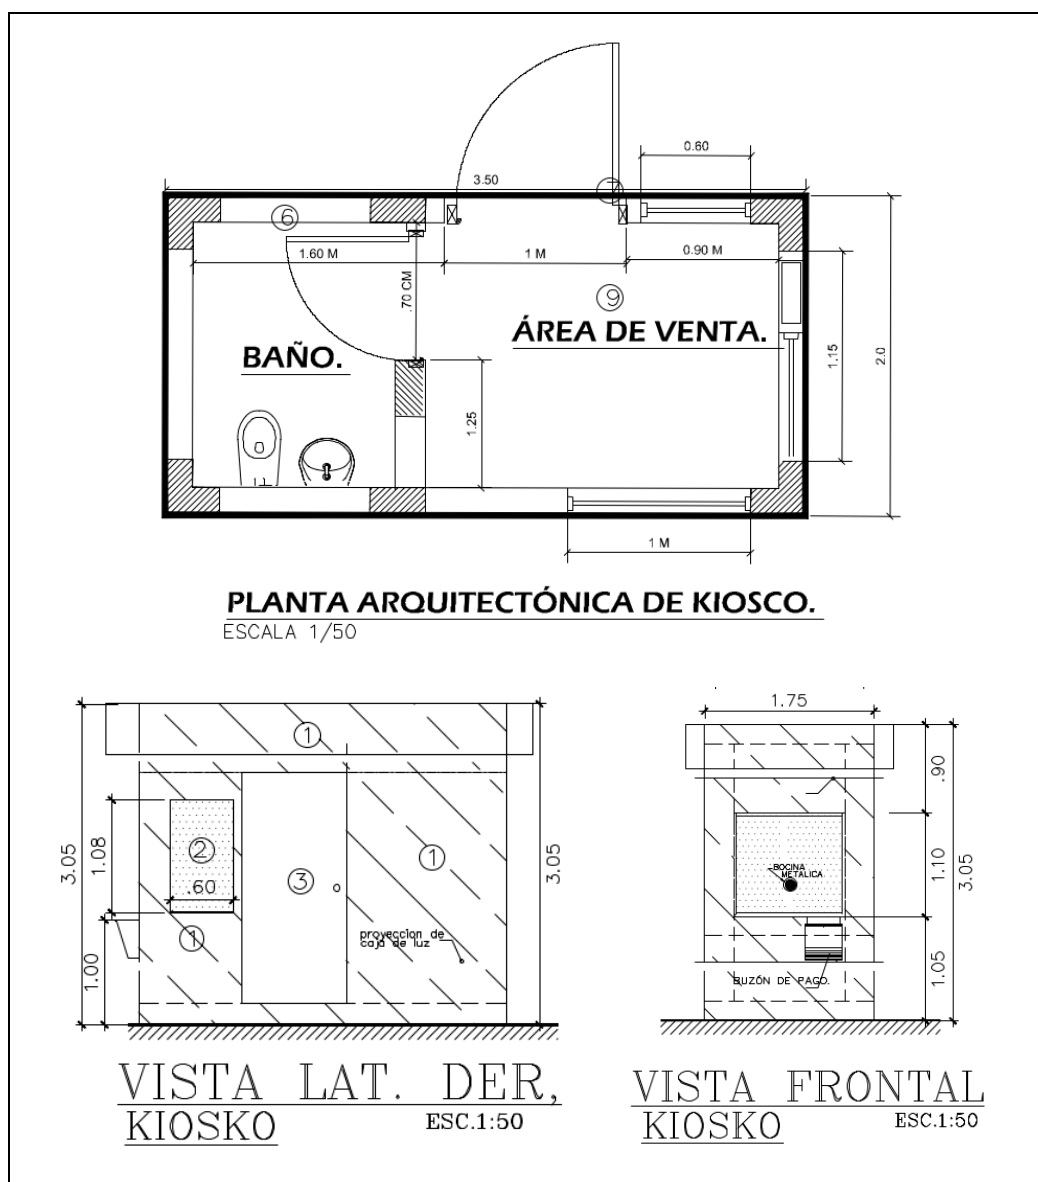 0.60
3.50
6
1.60 M
1 M
0.90 M
.70 CM
9
ÁREA DE VENTA.
BAÑO.
1.15
2.0
1.25
1 M
PLANTA ARQUITECTÓNICA DE KIOSCO.
ESCALA 1/50
1
3.05
1.08
2
.60
3
1
1
proyeccion de
caja de luz
1.00
3.05
VISTA LAT. DER,
KIOSKO
ESC.1:50
1.75
.90
BOCINA
METALICA
1.10
3.05
BUZÓN DE PAGO.
1.05
VISTA FRONTAL
KIOSKO
ESC.1:50